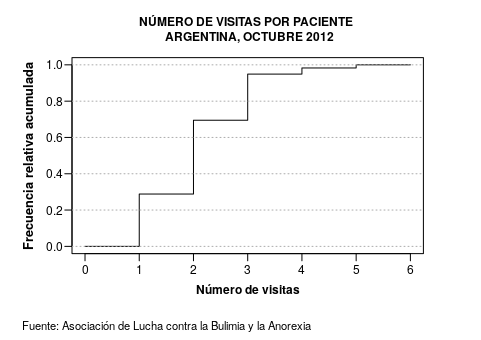 NÚMERO DE VISITAS POR PACIENTE
ARGENTINA, OCTUBRE 2012
Frecuencia relativa acumulada
1.0
0.8
0.6
0.4
0.2
0.0
0 1 2 3 4 5 6
Número de visitas
Fuente: Asociación de Lucha contra la Bulimia y la Anorexia